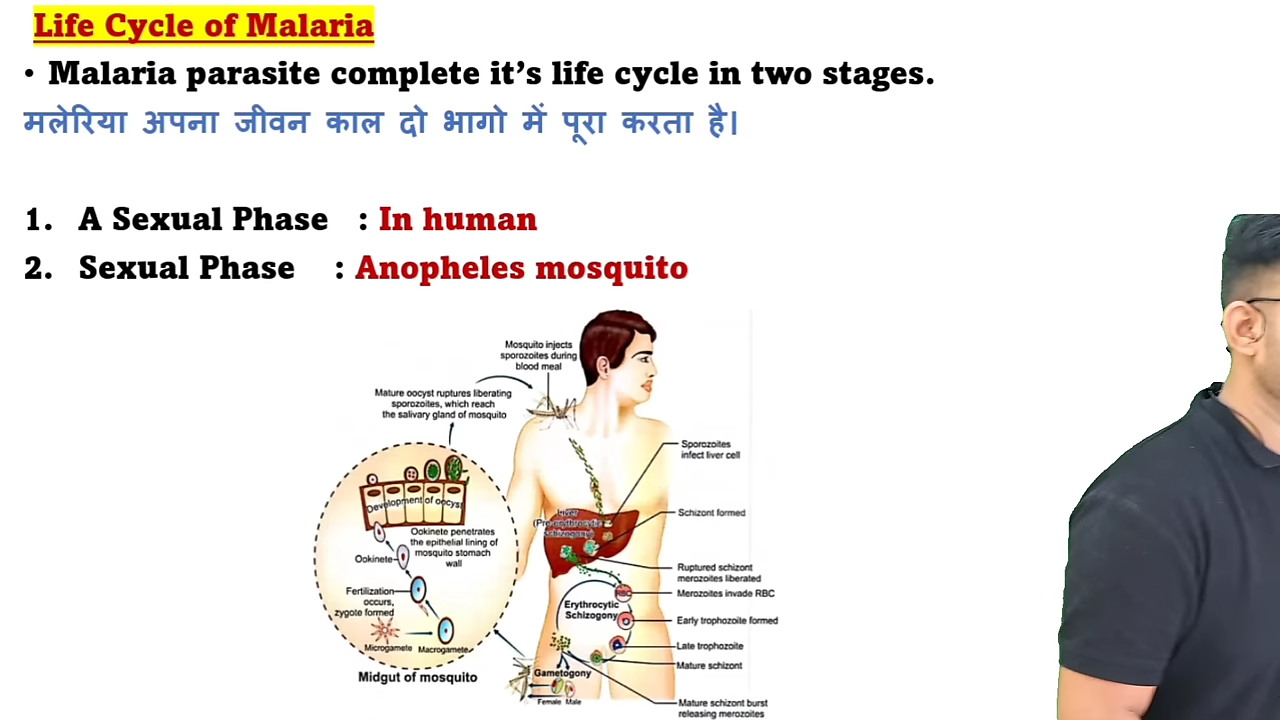 Life Cycle of Malaria
• Malaria parasite complete it's life cycle in two stages.
मलेरिया अपना जीवन काल दो भागो में पूरा करता है।
1. A Sexual Phase : In human
2. Sexual Phase : Anopheles mosquito
Mosquito injects
sporozoites during
blood meal
Mature oocyst ruptures liberating
sporozoites, which reach
the salivary gland of mosquito
Sporozoites
infect liver cell
Development of oocyst
Liver
(Pre-erythrocytic
schizogony)
Schizont formed
Ookinete penetrates
the epithelial lining of
mosquito stomach
wall
Ookinete
Ruptured schizont
merozoites liberated
Fertilization
occurs,
zygote formed
RBC
Merozoites invade RBC
Erythrocytic
Schizogony
Early trophozoite formed
Microgamete
Macrogamete
Late trophozoite
Mature schizont
Midgut of mosquito
Gametogony
Female Male
Mature schizont burst
releasing merozoites